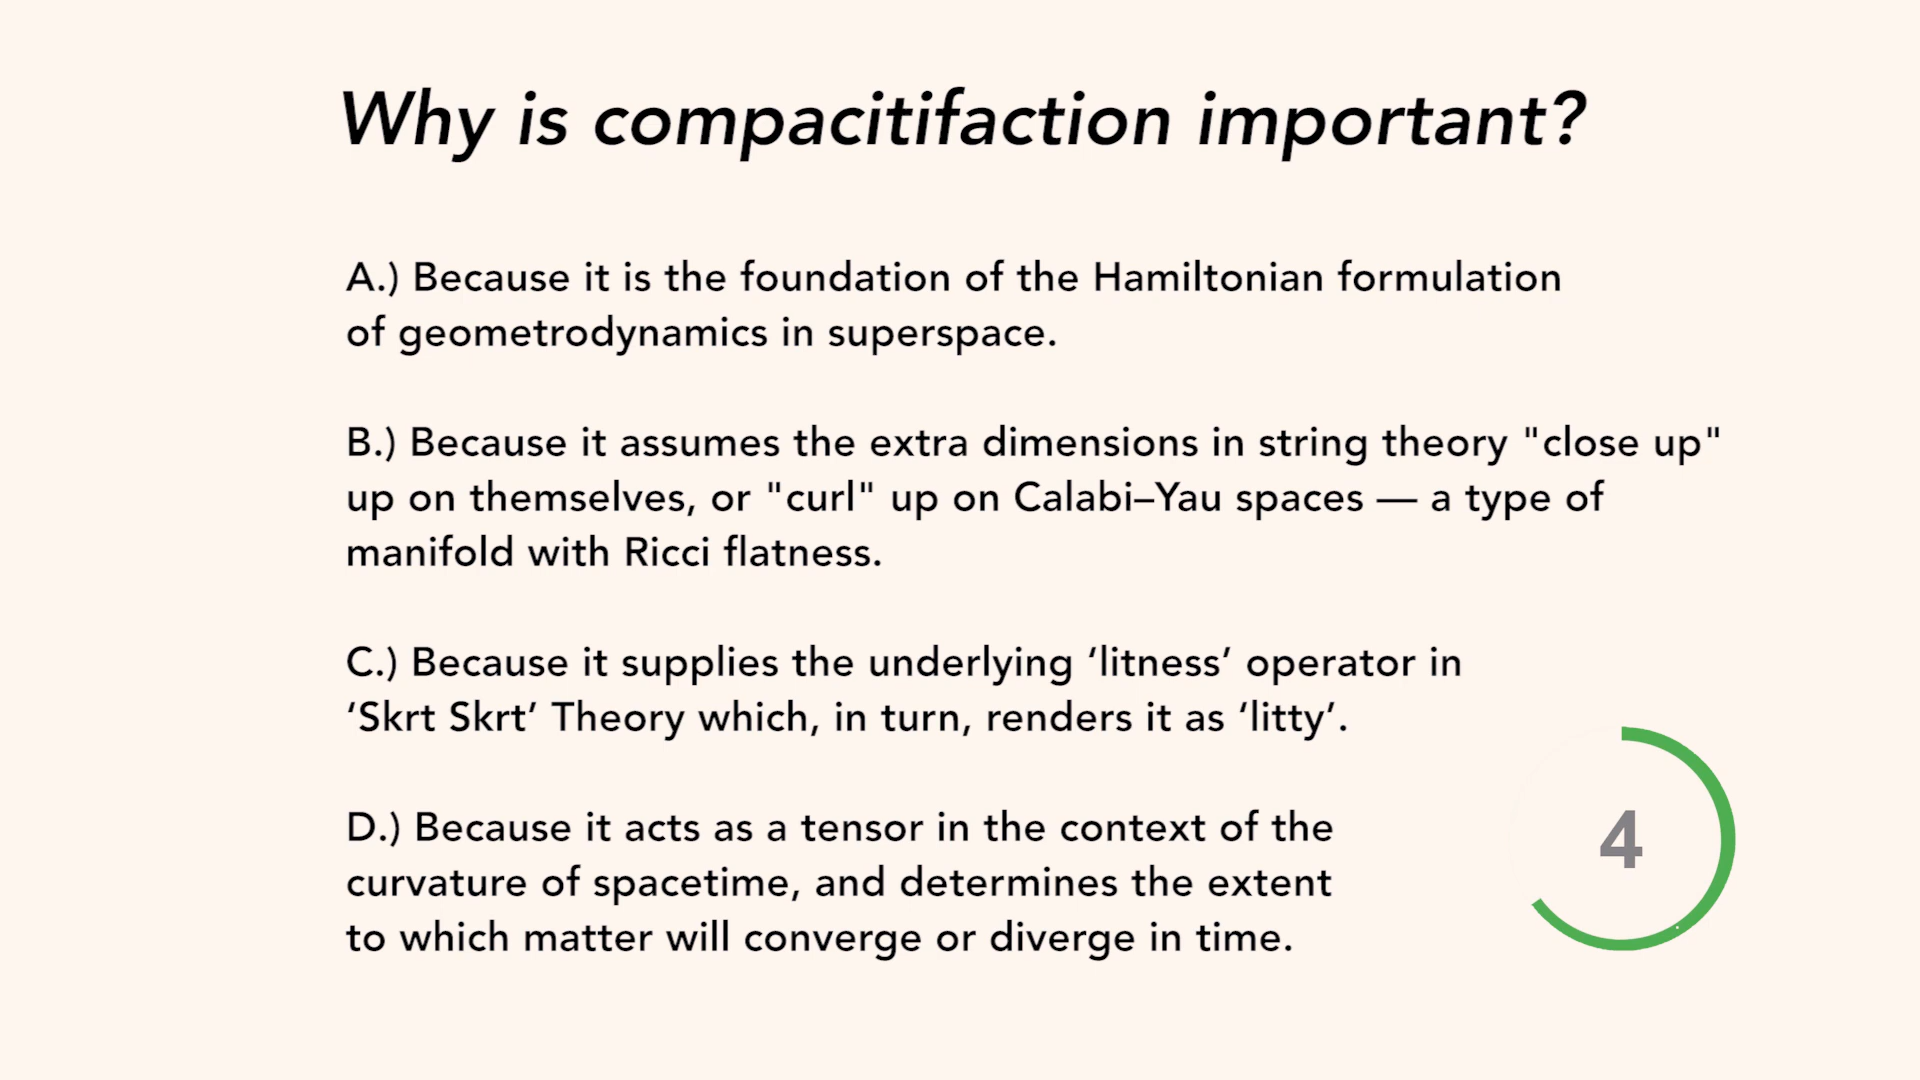 Why is compacitifaction important?
A.) Because it is the foundation of the Hamiltonian formulation
of geometrodynamics in superspace.
B.) Because it assumes the extra dimensions in string theory "close up"
up on themselves, or "curl" up on Calabi–Yau spaces — a type of
manifold with Ricci flatness.
C.) Because it supplies the underlying ‘litness’ operator in
‘Skrt Skrt’ Theory which, in turn, renders it as ‘litty’.
D.) Because it acts as a tensor in the context of the
curvature of spacetime, and determines the extent
to which matter will converge or diverge in time.
4